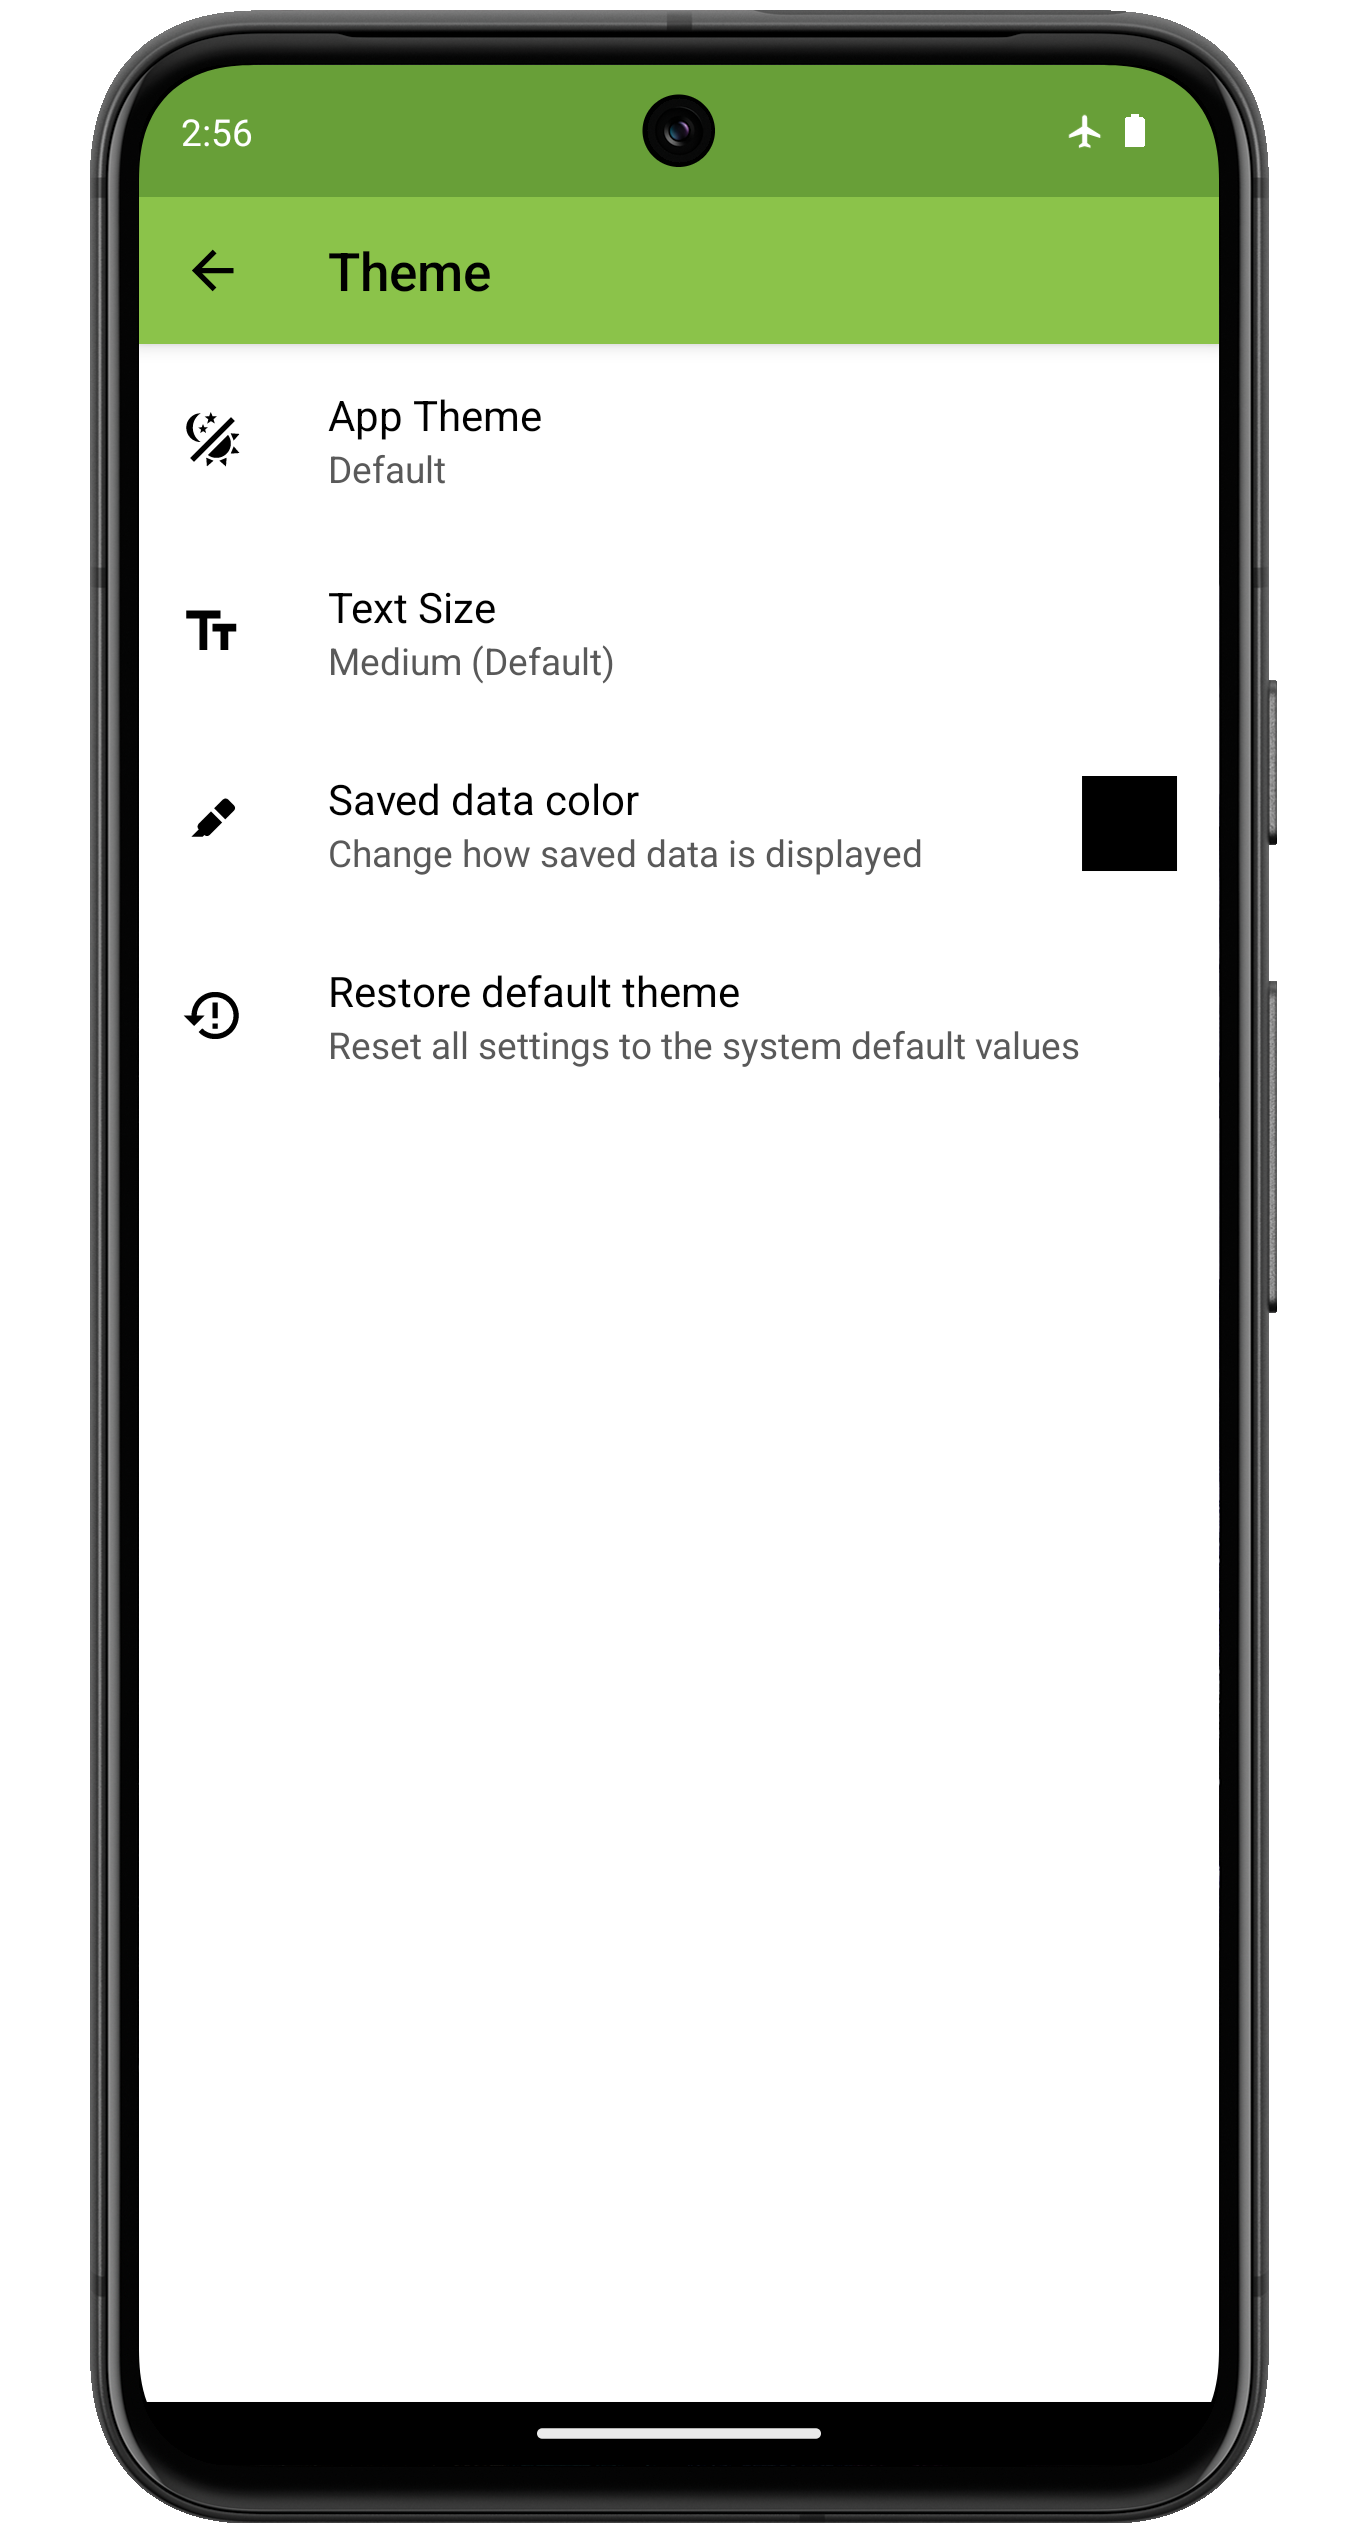 2:56
Theme
App Theme
Default
Text Size
Medium (Default)
Saved data color
Change how saved data is displayed
Restore default theme
Reset all settings to the system default values